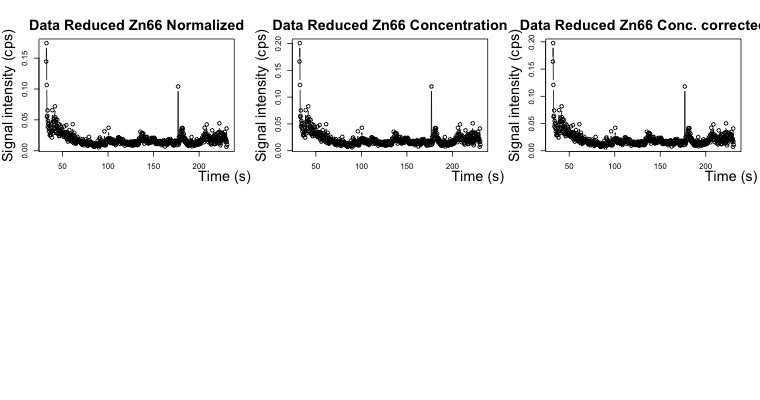 Data Reduced Zn66 Normalized
Signal intensity (cps)
0.00 0.05 0.10 0.15
50 100 150 200
Time (s)
Data Reduced Zn66 Concentration
Signal intensity (cps)
0.00 0.05 0.10 0.15 0.20
50 100 150 200
Time (s)
Data Reduced Zn66 Conc. corrected
Signal intensity (cps)
0.00 0.05 0.10 0.15 0.20
50 100 150 200
Time (s)